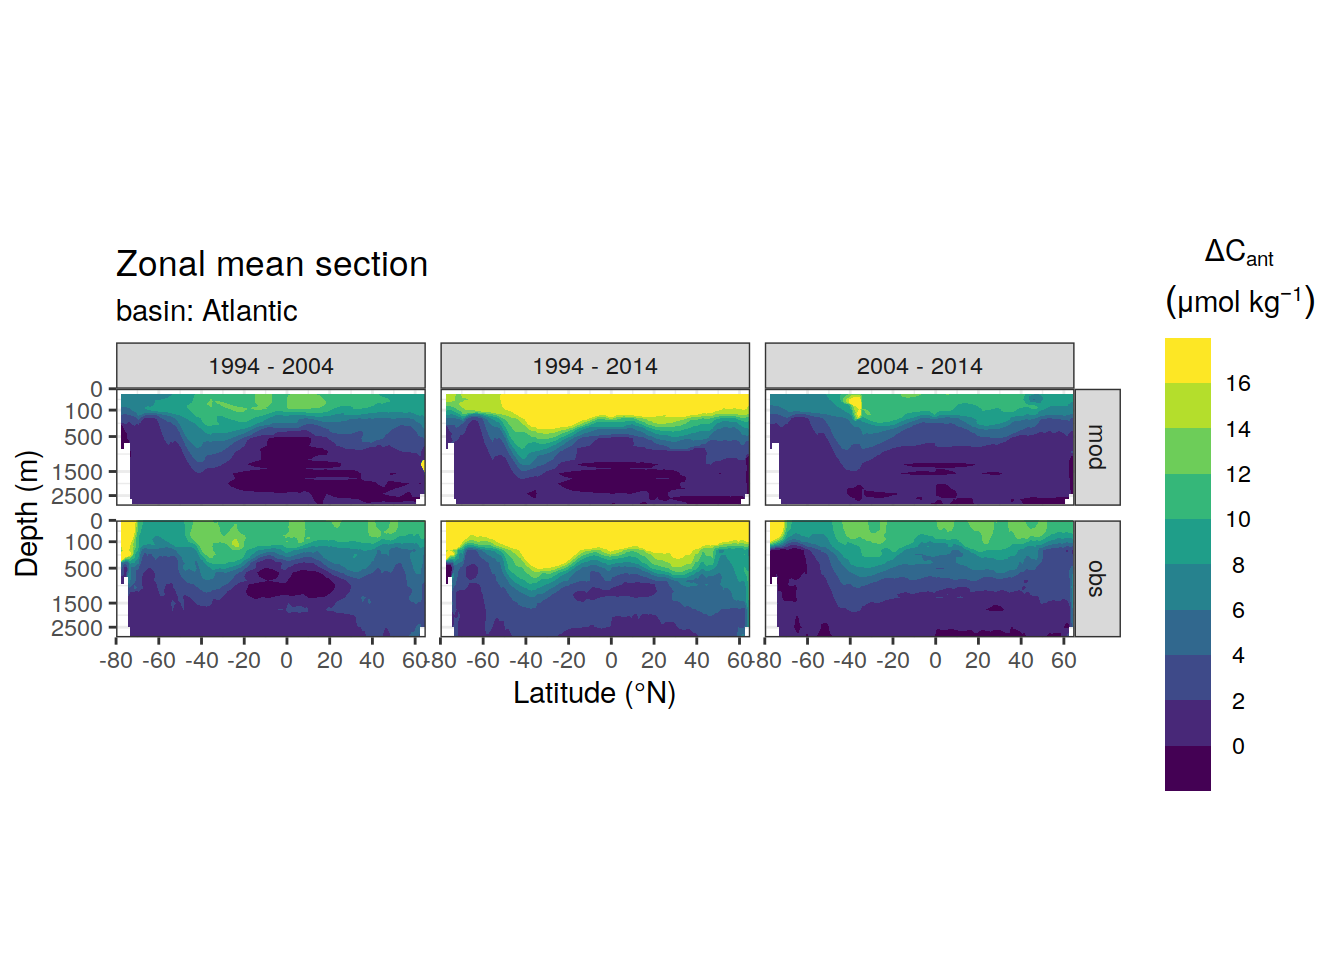 Zonal mean section
basin: Atlantic
ΔCant
(μmol kg−1)
1994 - 2004
1994 - 2014
2004 - 2014
0
100
500
1500
2500
mod
0
100
500
1500
2500
obs
-80 -60 -40 -20 0 20 40 60
-80 -60 -40 -20 0 20 40 60
-80 -60 -40 -20 0 20 40 60
Depth (m)
Latitude (°N)
16
14
12
10
8
6
4
2
0